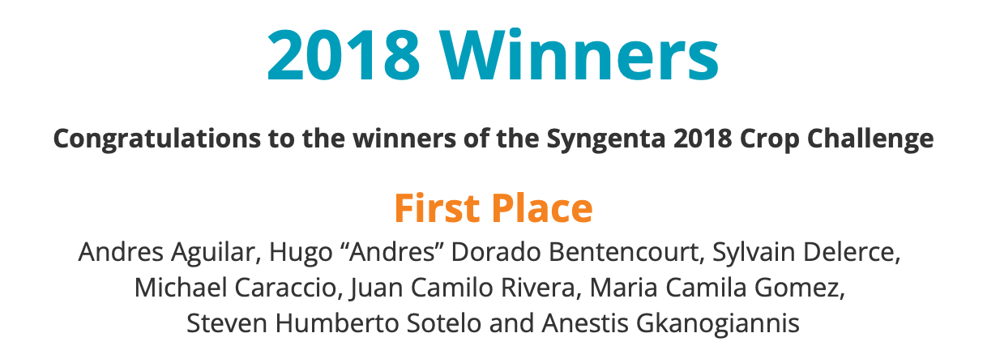 2018 Winners
Congratulations to the winners of the Syngenta 2018 Crop Challenge
First Place
Andres Aguilar, Hugo “Andres” Dorado Bentencourt, Sylvain Delerce,
Michael Caraccio, Juan Camilo Rivera, Maria Camila Gomez,
Steven Humberto Sotelo and Anestis Gkanogiannis